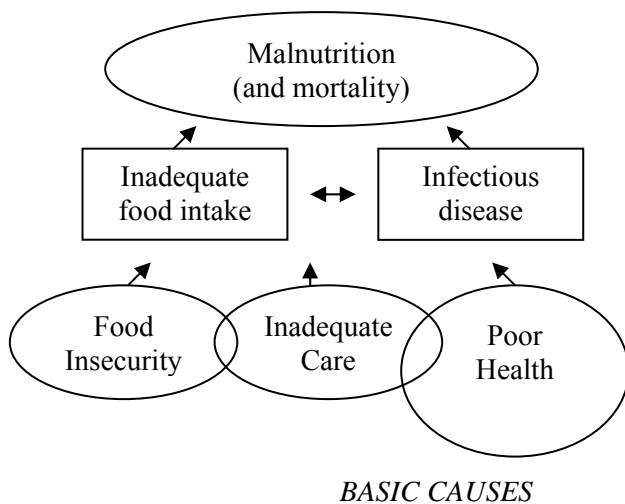 Malnutrition
(and mortality)
Inadequate
food intake
Infectious
disease
Food
Insecurity
Inadequate
Care
Poor
Health
BASIC CAUSES